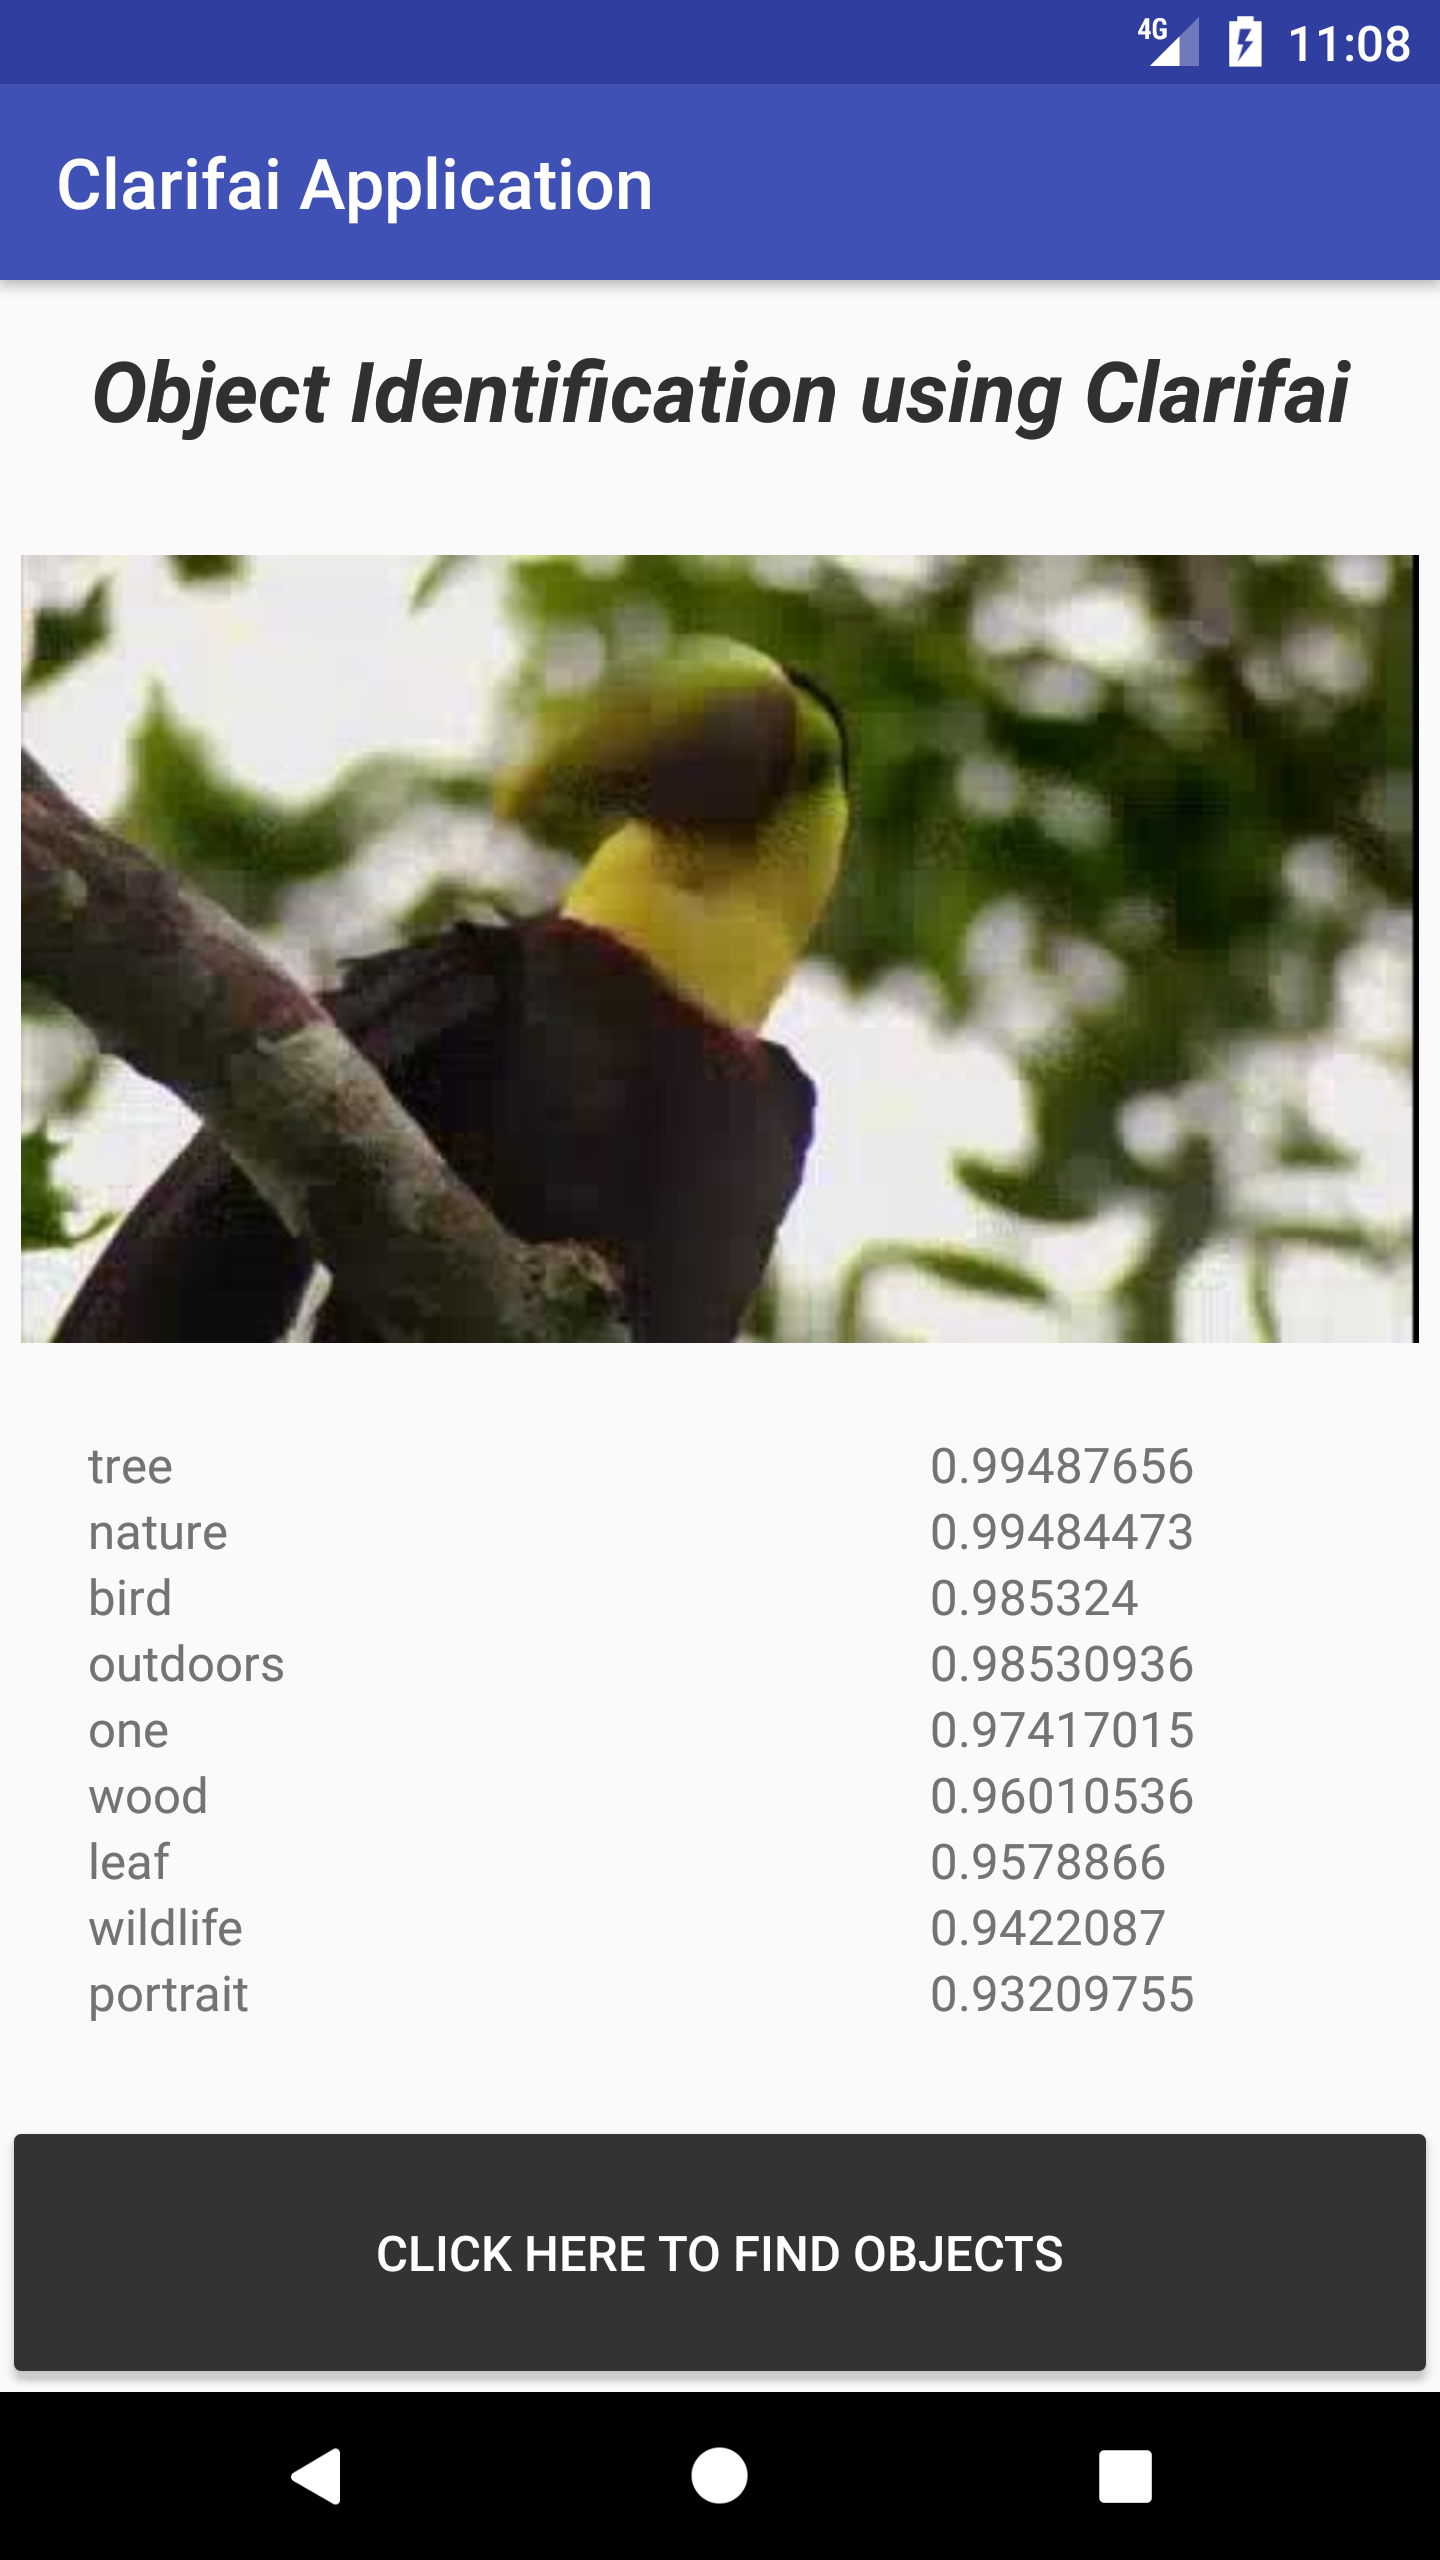 4G 11:08
Clarifai Application
Object Identification using Clarifai
tree 0.99487656
nature 0.99484473
bird 0.985324
outdoors 0.98530936
one 0.97417015
wood 0.96010536
leaf 0.9578866
wildlife 0.9422087
portrait 0.93209755
CLICK HERE TO FIND OBJECTS